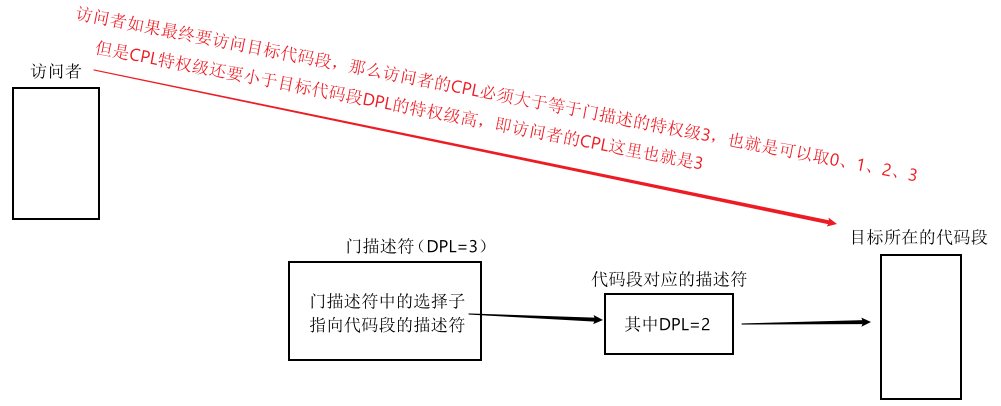 访问者如果最终要访问目标代码段，那么访问者的CPL必须大于等于门描述的特权级3，也就是可以取0、1、2、3
但是CPL特权级还要小于目标代码段DPL的特权级高，即访问者的CPL这里也就是3
访问者
目标所在的代码段
门描述符（DPL=3）
代码段对应的描述符
门描述符中的选择子
指向代码段的描述符
其中DPL=2